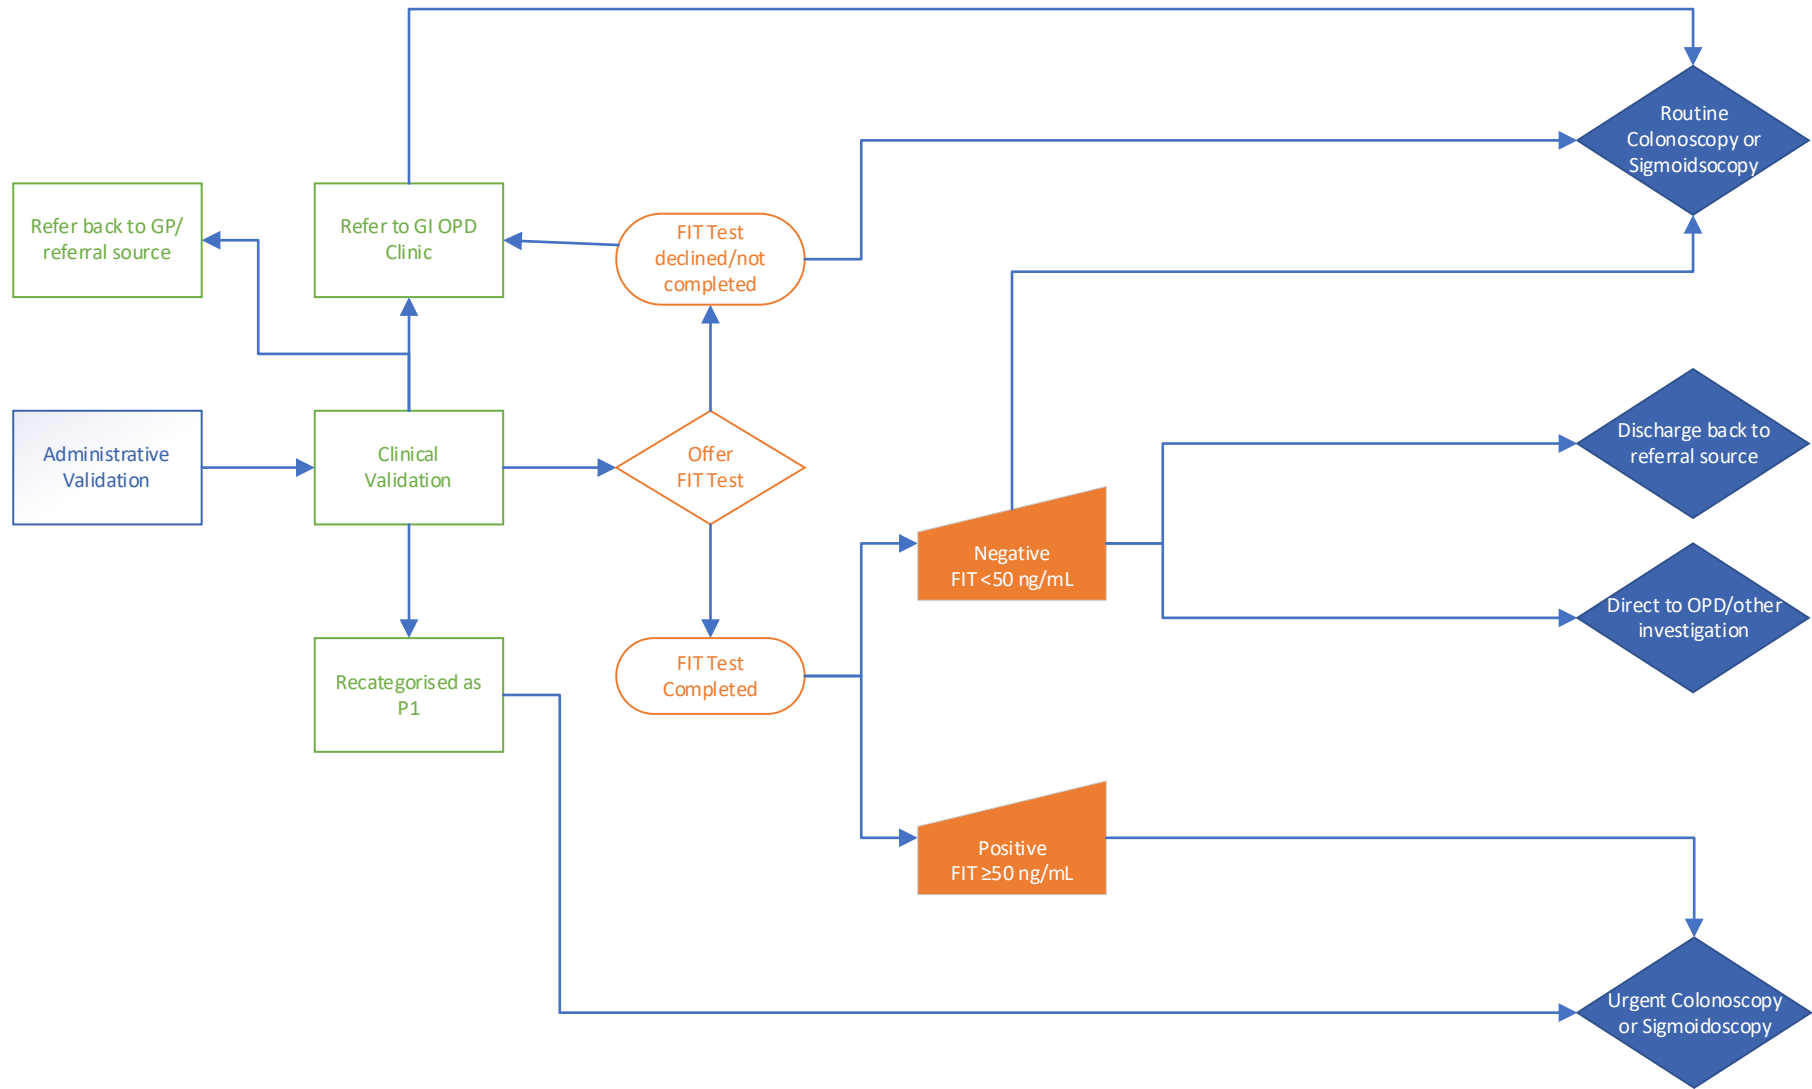 Routine
Colonoscopy or
Sigmoidsocopy
Refer back to GP/
referral source
Refer to GI OPD
Clinic
FIT Test
declined/not
completed
Administrative
Validation
Clinical
Validation
Offer
FIT Test
Discharge back to
referral source
Negative
FIT <50 ng/mL
Direct to OPD/other
investigation
FIT Test
Completed
Recategorised as
P1
Positive
FIT ≥50 ng/mL
Urgent Colonoscopy
or Sigmoidoscopy